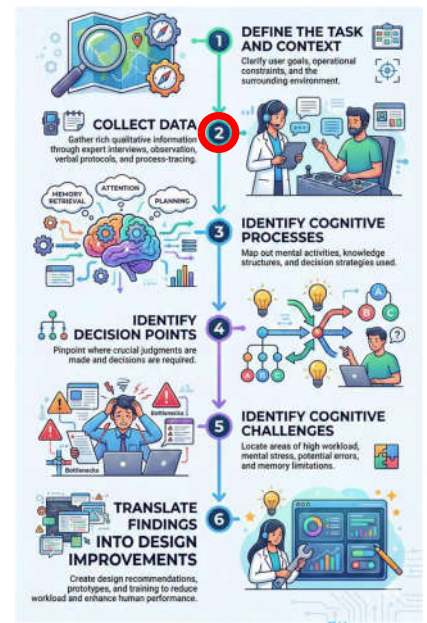 1
DEFINE THE TASK
AND CONTEXT
Clarify user goals, operational
constraints, and the
surrounding environment.
COLLECT DATA
2
Gather rich qualitative information
through expert interviews, observation,
verbal protocols, and process-tracing.
MEMORY
RETRIEVAL
ATTENTION
PLANNING
3
IDENTIFY COGNITIVE
PROCESSES
Map out mental activities, knowledge
structures, and decision strategies used.
IDENTIFY
DECISION POINTS
4
Pinpoint where crucial judgments are
made and decisions are required.
A
B
C
?
A
B
C
Bottlenecks
Bottlenecks
5
IDENTIFY COGNITIVE
CHALLENGES
Locate areas of high workload,
mental stress, potential errors,
and memory limitations.
TRANSLATE
FINDINGS
INTO DESIGN
IMPROVEMENTS
6
Create design recommendations,
prototypes, and training to reduce
workload and enhance human performance.